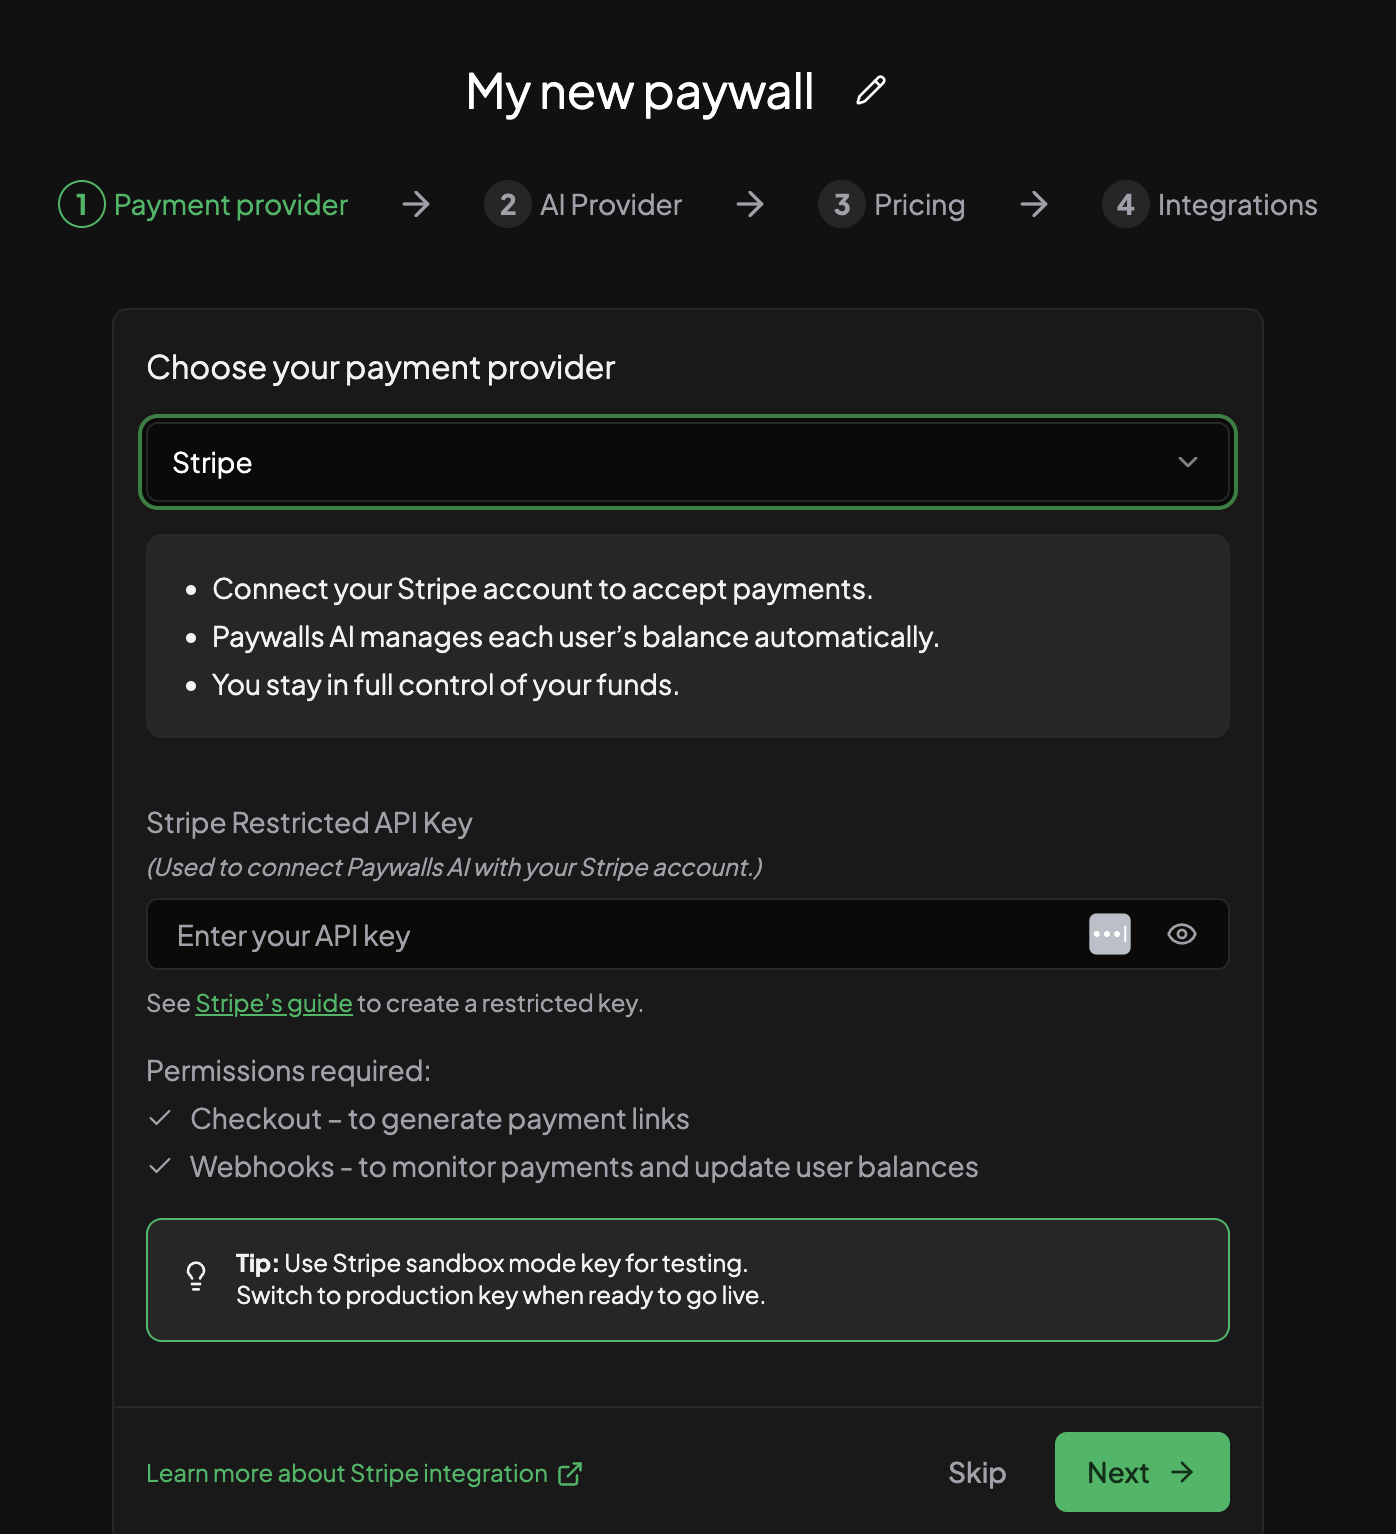 My new paywall
1 Payment provider 2 AI Provider 3 Pricing 4 Integrations
Choose your payment provider
Stripe
• Connect your Stripe account to accept payments.
• Paywalls AI manages each user’s balance automatically.
• You stay in full control of your funds.
Stripe Restricted API Key
(Used to connect Paywalls AI with your Stripe account.)
Enter your API key
See Stripe’s guide to create a restricted key.
Permissions required:
Checkout – to generate payment links
Webhooks - to monitor payments and update user balances
Tip: Use Stripe sandbox mode key for testing.
Switch to production key when ready to go live.
Learn more about Stripe integration Skip Next